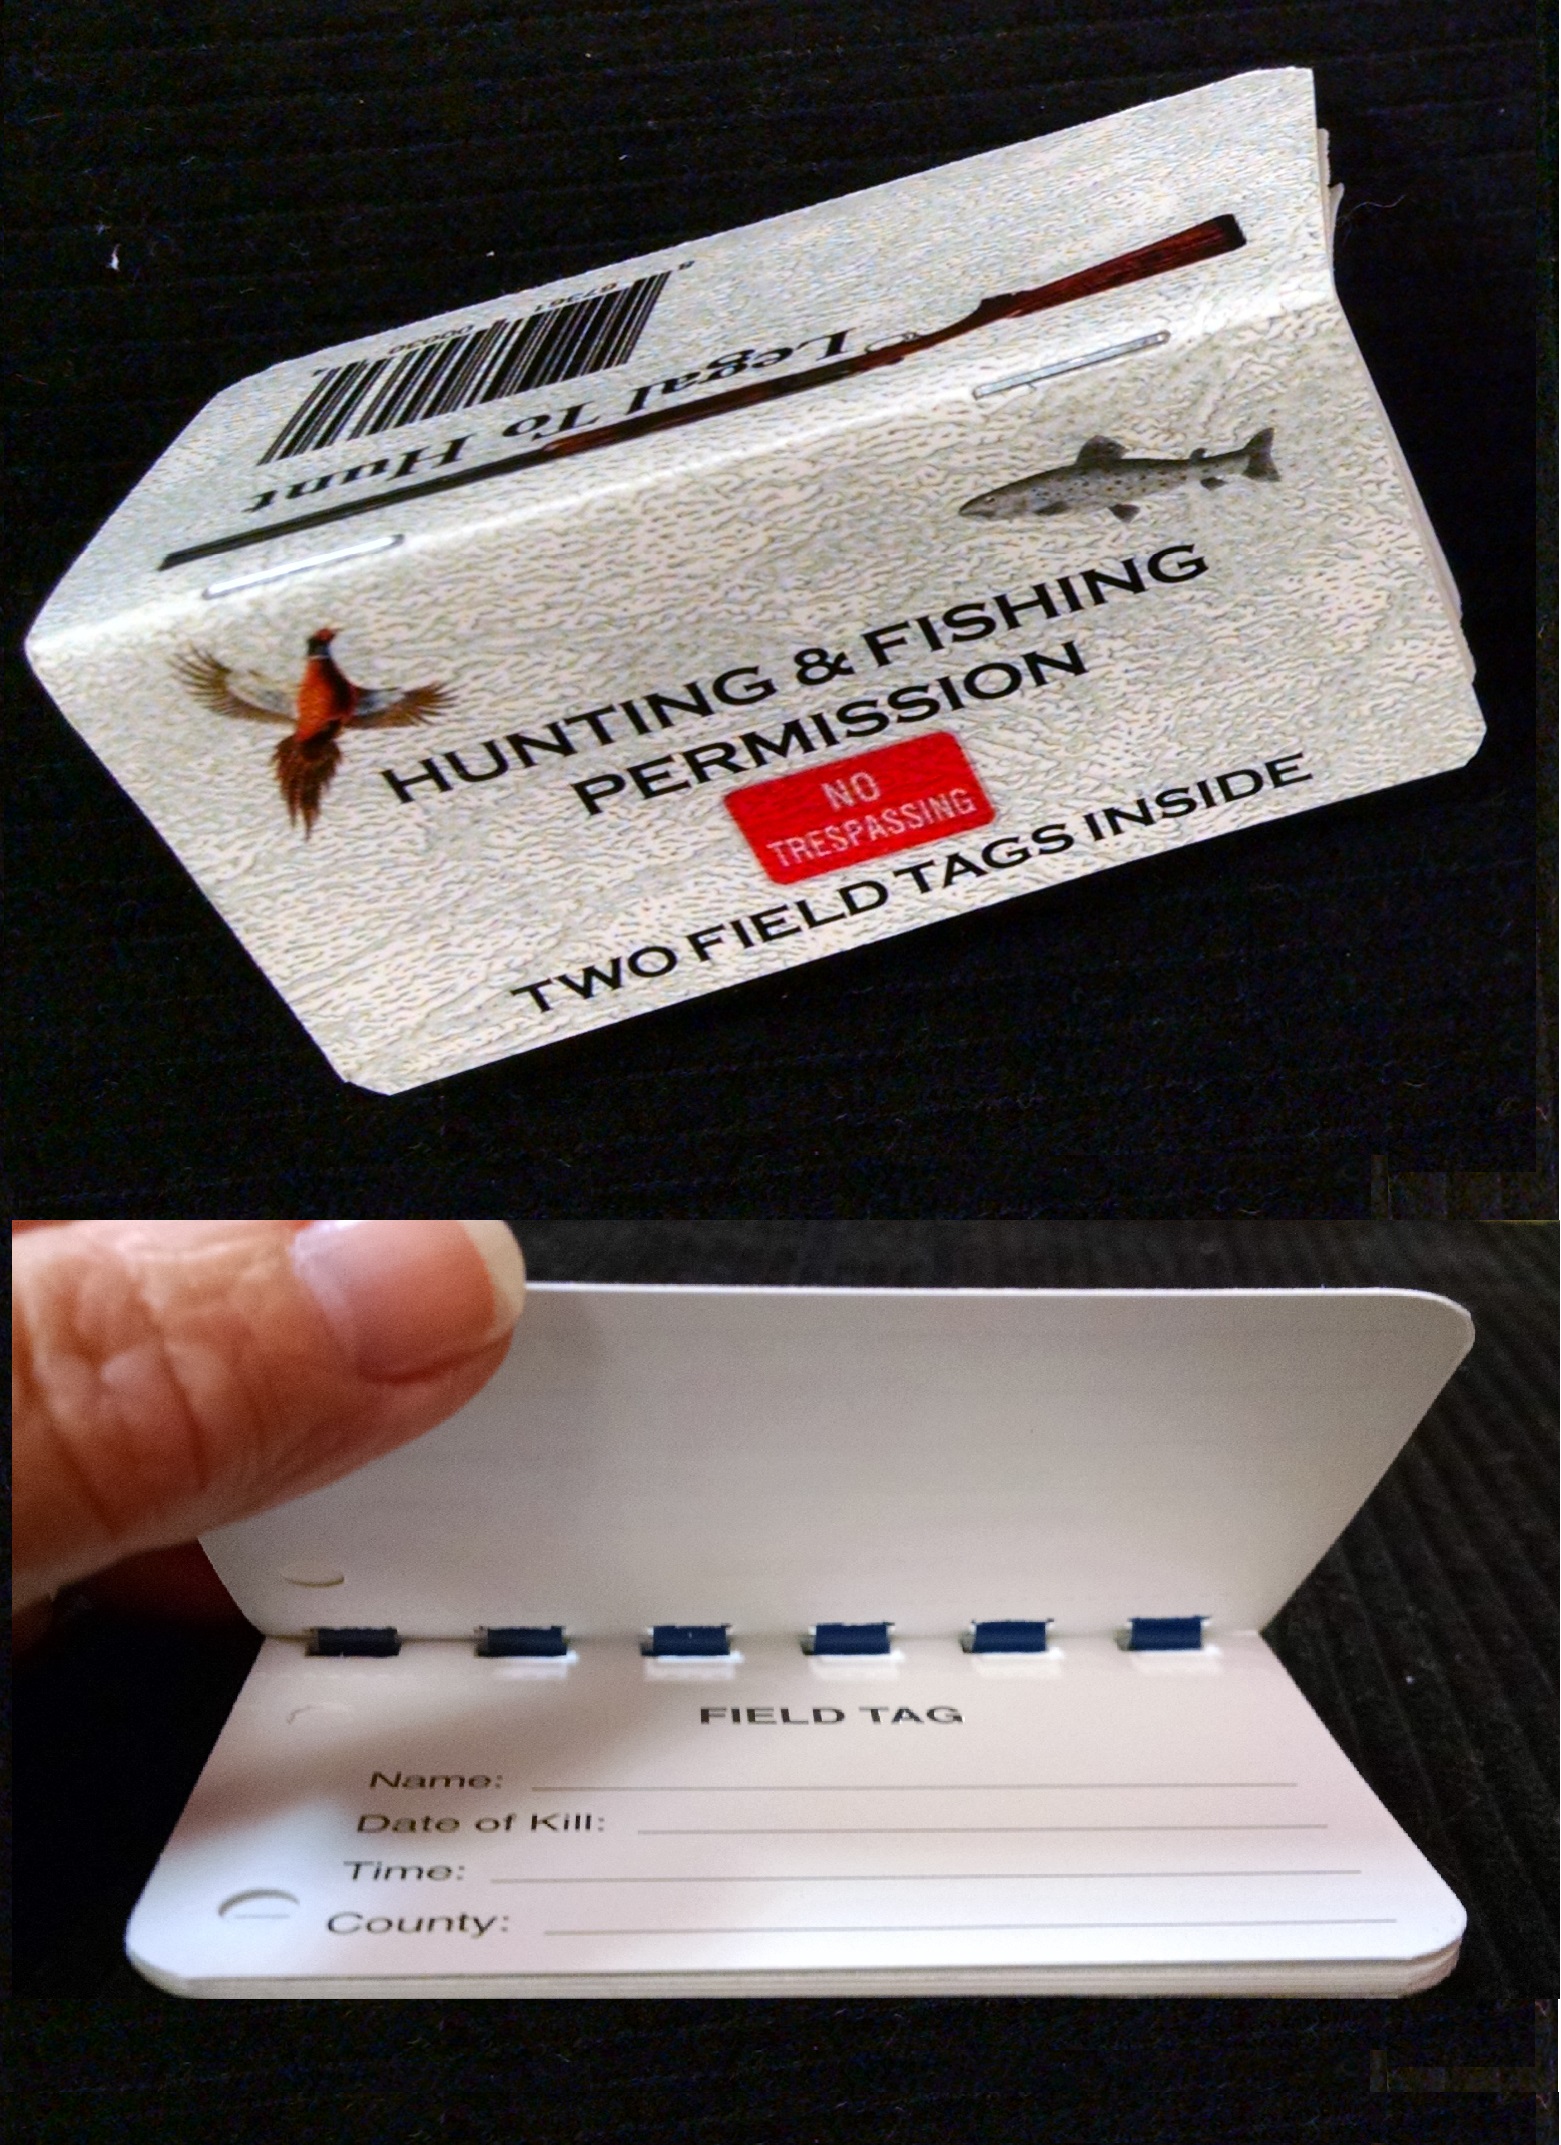 Legal To Hunt
HUNTING & FISHING
PERMISSION
NO
TRESPASSING
TWO FIELD TAGS INSIDE
FIELD TAG
Name:
Date of Kill:
Time:
County: